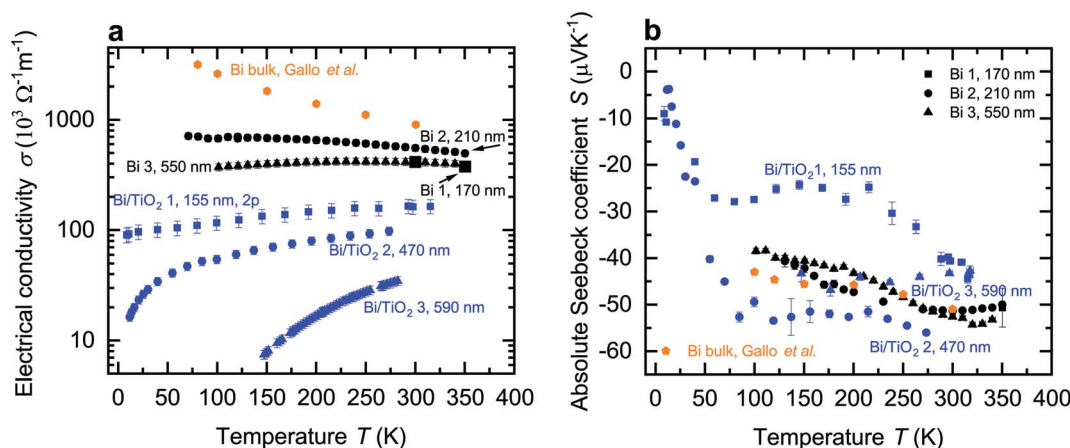 a
Electrical conductivity σ (10³ Ω⁻¹m⁻¹)
1000
100
10
Bi bulk, Gallo et al.
Bi 2, 210 nm
Bi 3, 550 nm
Bi 1, 170 nm
Bi/TiO₂ 1, 155 nm, 2p
Bi/TiO₂ 2, 470 nm
Bi/TiO₂ 3, 590 nm
0 50 100 150 200 250 300 350 400
Temperature T (K)
b
Absolute Seebeck coefficient S (µVK⁻¹)
0
-10
-20
-30
-40
-50
-60
Bi 1, 170 nm
Bi 2, 210 nm
Bi 3, 550 nm
Bi/TiO₂1, 155 nm
Bi/TiO₂ 3, 590 nm
Bi/TiO₂ 2, 470 nm
Bi bulk, Gallo et al.
0 50 100 150 200 250 300 350 400
Temperature T (K)